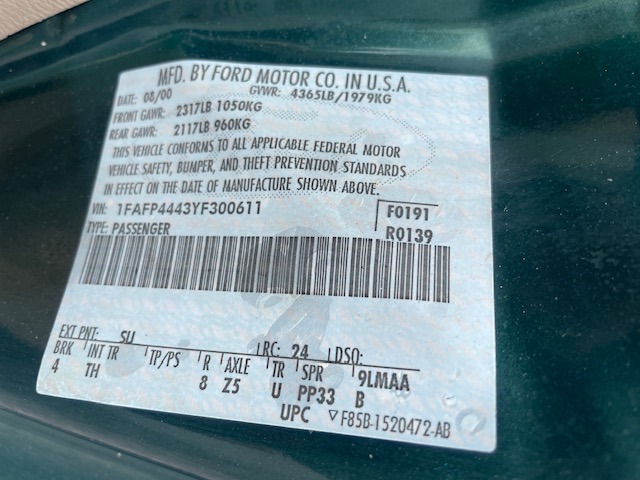 MFD. BY FORD MOTOR CO. IN U.S.A.
DATE: 08/00 GVWR: 4365LB/1979KG
FRONT GAWR: 2317LB 1050KG
REAR GAWR: 2117LB 960KG
THIS VEHICLE CONFORMS TO ALL APPLICABLE FEDERAL MOTOR
VEHICLE SAFETY, BUMPER, AND THEFT PREVENTION STANDARDS
IN EFFECT ON THE DATE OF MANUFACTURE SHOWN ABOVE.
VIN: 1FAFP4443YF300611 F0191
TYPE: PASSENGER R0139
EXT PNT: SU RC: 24 DSO:
BRK INT TR TP/PS R AXLE TR SPR 9LMAA
4 TH 8 Z5 U PP33 B
UPC ▽F85B-1520472-AB